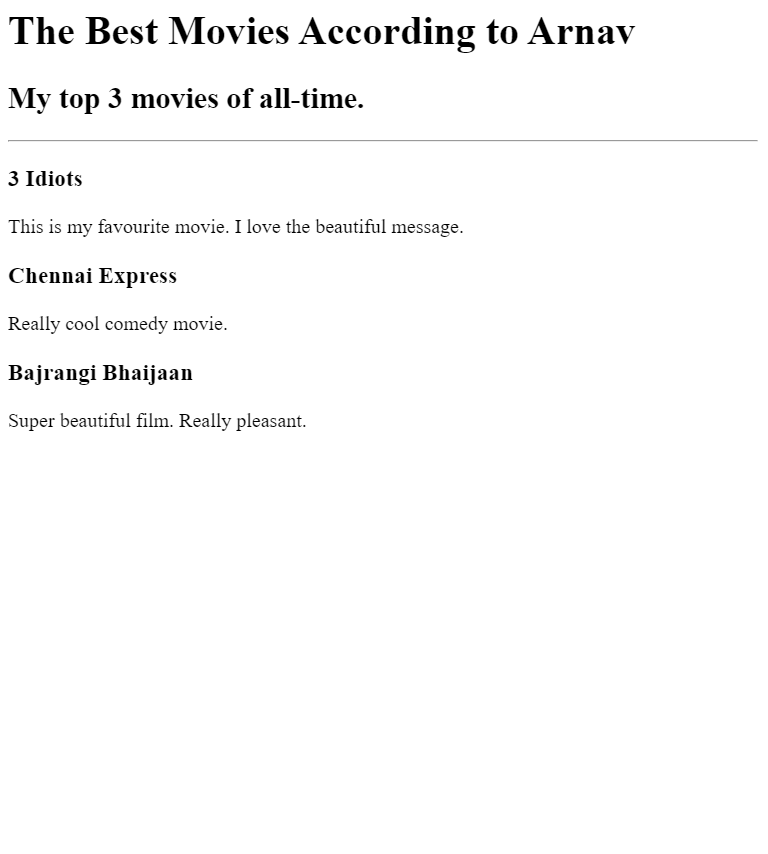 The Best Movies According to Arnav
My top 3 movies of all-time.
3 Idiots
This is my favourite movie. I love the beautiful message.
Chennai Express
Really cool comedy movie.
Bajrangi Bhaijaan
Super beautiful film. Really pleasant.